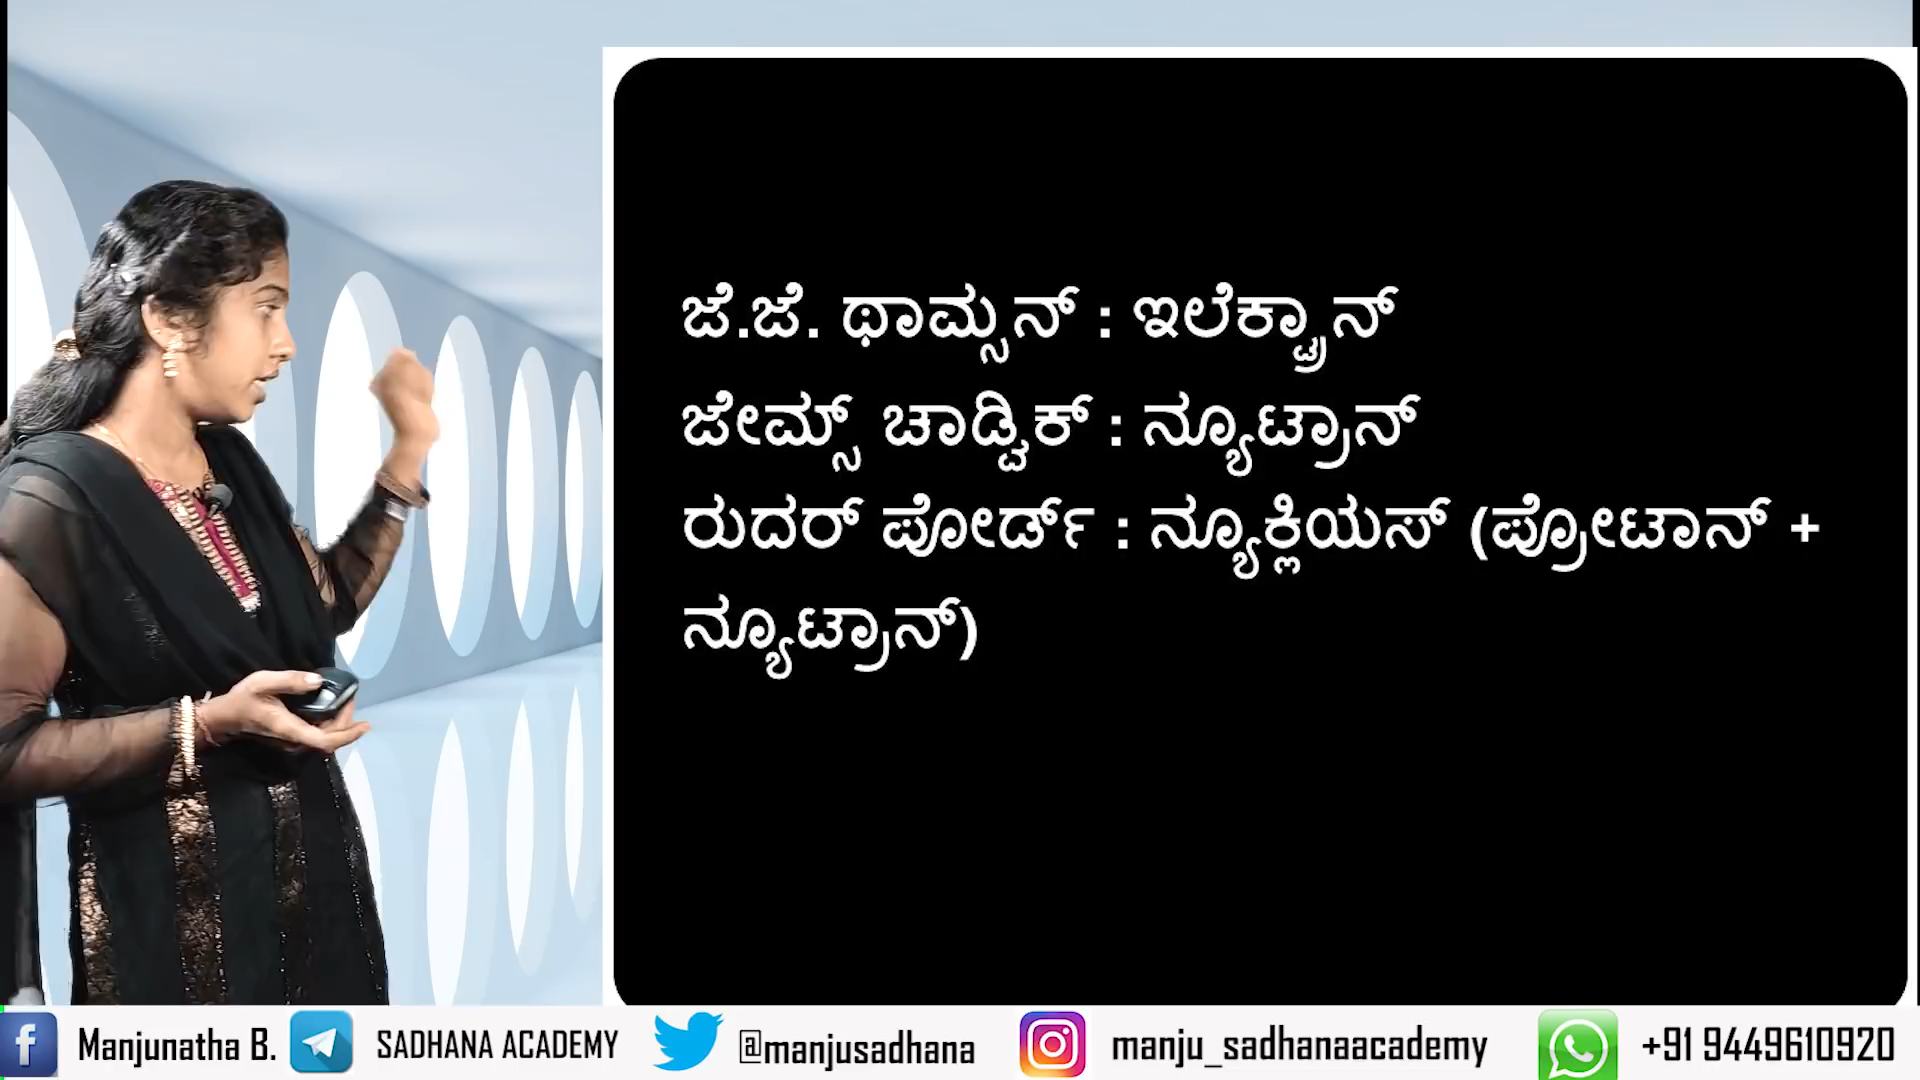 ಜೆ.ಜೆ. ಥಾಮ್ಸನ್ : ಇಲೆಕ್ಟ್ರಾನ್
ಜೇಮ್ಸ್ ಚಾಡ್ವಿಕ್ : ನ್ಯೂಟ್ರಾನ್
ರುದರ್ ಪೋರ್ಡ್ : ನ್ಯೂಕ್ಲಿಯಸ್ (ಪ್ರೋಟಾನ್ +
ನ್ಯೂಟ್ರಾನ್)
Manjunatha B. SADHANA ACADEMY @manjusadhana manju_sadhanaacademy +91 9449610920